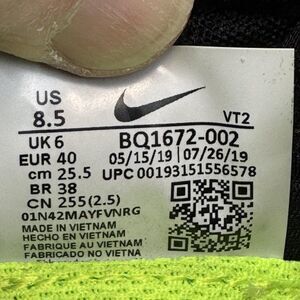 US
8.5
VT2
UK 6
BQ1672-002
EUR 40
05/15/19 07/26/19
cm 25.5
UPC 00193151556578
BR 38
CN 255(2.5)
01N42MAYFVNRG
MADE IN VIETNAM
HECHO EN VIETNAM
FABRIQUE AU VIETNAM
FABRICADO NO VIETNAM